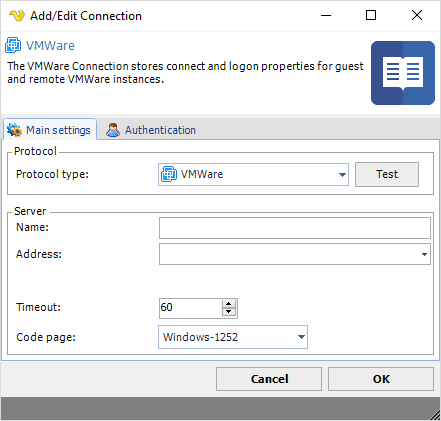 Add/Edit Connection
VMWare
The VMWare Connection stores connect and logon properties for guest
and remote VMWare instances.
Main settings
Authentication
Protocol
Protocol type:
VMWare
Test
Server
Name:
Address:
Timeout:
60
Code page:
Windows-1252
Cancel
OK